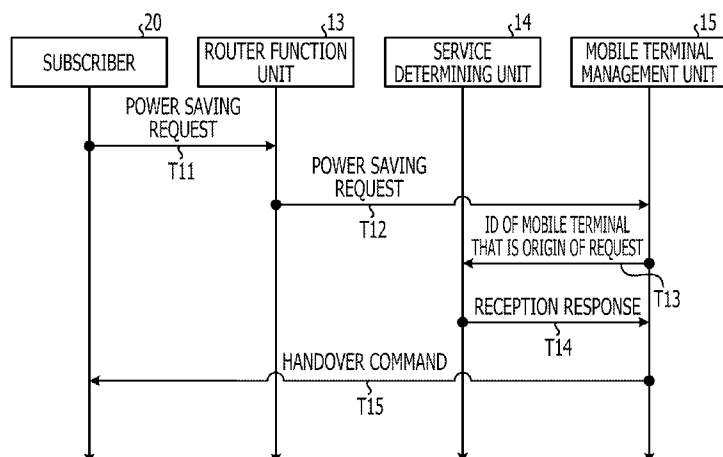 20
13
14
15
SUBSCRIBER
ROUTER FUNCTION
UNIT
SERVICE
DETERMINING UNIT
MOBILE TERMINAL
MANAGEMENT UNIT
POWER SAVING
REQUEST
T11
POWER SAVING
REQUEST
T12
ID OF MOBILE TERMINAL
THAT IS ORIGIN OF REQUEST
T13
RECEPTION RESPONSE
T14
HANDOVER COMMAND
T15